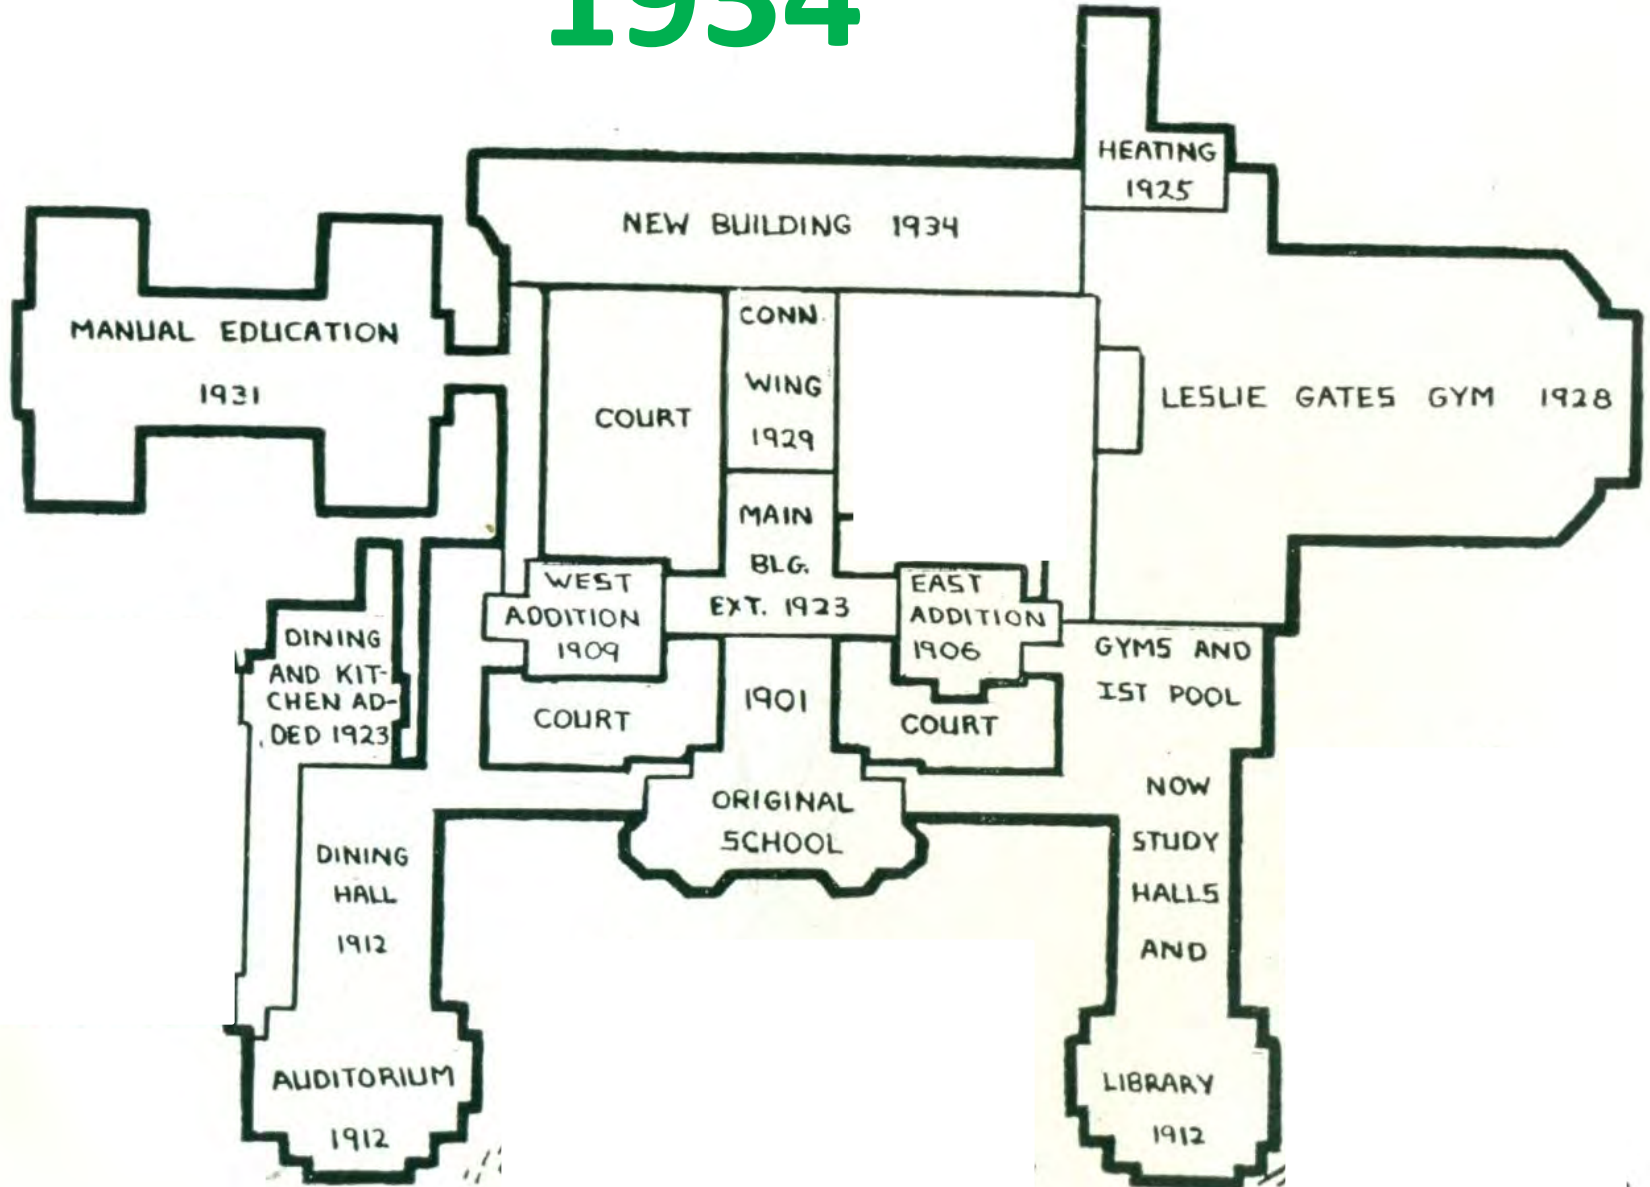 1934
HEATING
1925
NEW BUILDING 1934
MANUAL EDUCATION
1931
CONN.
WING
1929
COURT
LESLIE GATES GYM 1928
MAIN
BLG.
EXT. 1923
WEST
ADDITION
1909
EAST
ADDITION
1906
DINING
AND KIT-
CHEN AD-
DED 1923
GYMS AND
IST POOL
COURT
1901
COURT
ORIGINAL
SCHOOL
NOW
STUDY
HALLS
AND
DINING
HALL
1912
AUDITORIUM
1912
LIBRARY
1912